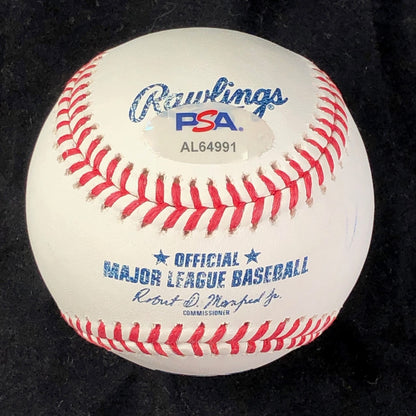 Rawlings
PSA
AL64991
★ OFFICIAL ★
MAJOR LEAGUE BASEBALL
Robert D. Manfred Jr.
COMMISSIONER